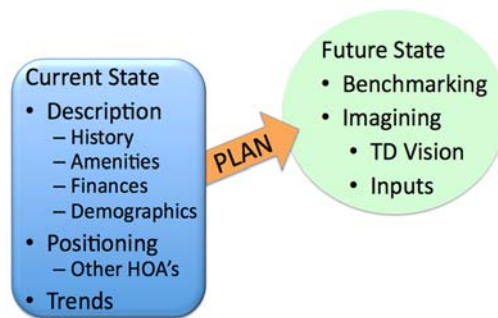 Current State
• Description
– History
– Amenities
– Finances
– Demographics
• Positioning
– Other HOA's
• Trends
PLAN
Future State
• Benchmarking
• Imagining
• TD Vision
• Inputs